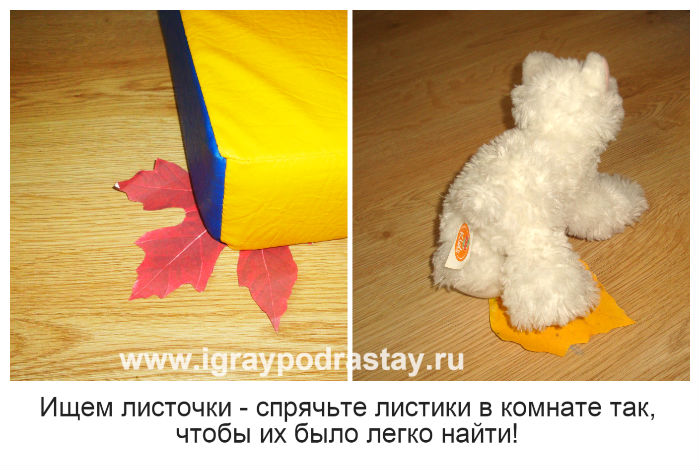 www.igraypodrastay.ru
Ищем листочки - спрячьте листики в комнате так,
чтобы их было легко найти!